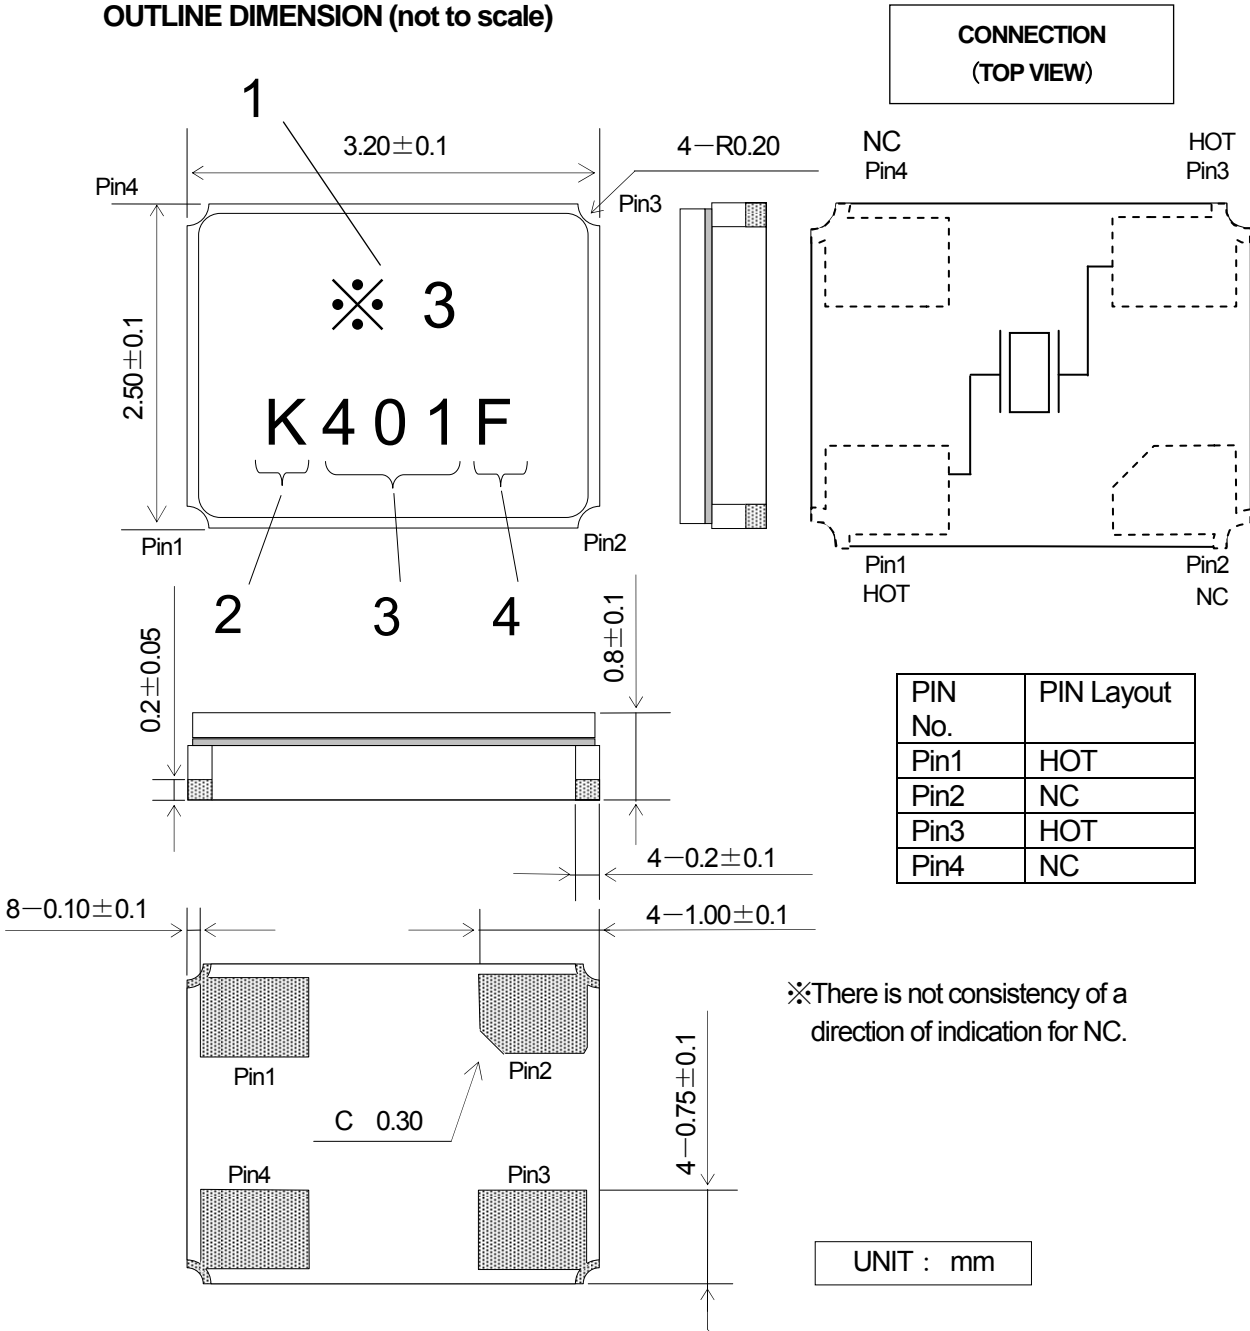 OUTLINE DIMENSION (not to scale)
CONNECTION
(TOP VIEW)
1
3.20±0.1
4-R0.20
Pin4
Pin3
2.50±0.1
※ 3
K 4 0 1 F
Pin1
Pin2
2
3
4
NC
Pin4
HOT
Pin3
Pin1
HOT
Pin2
NC
0.2±0.05
0.8±0.1
PIN No.
PIN Layout
Pin1 HOT
Pin2 NC
Pin3 HOT
Pin4 NC
4-0.2±0.1
8-0.10±0.1
4-1.00±0.1
Pin1
Pin2
C 0.30
4-0.75±0.1
Pin4
Pin3
※There is not consistency of a
direction of indication for NC.
UNIT : mm